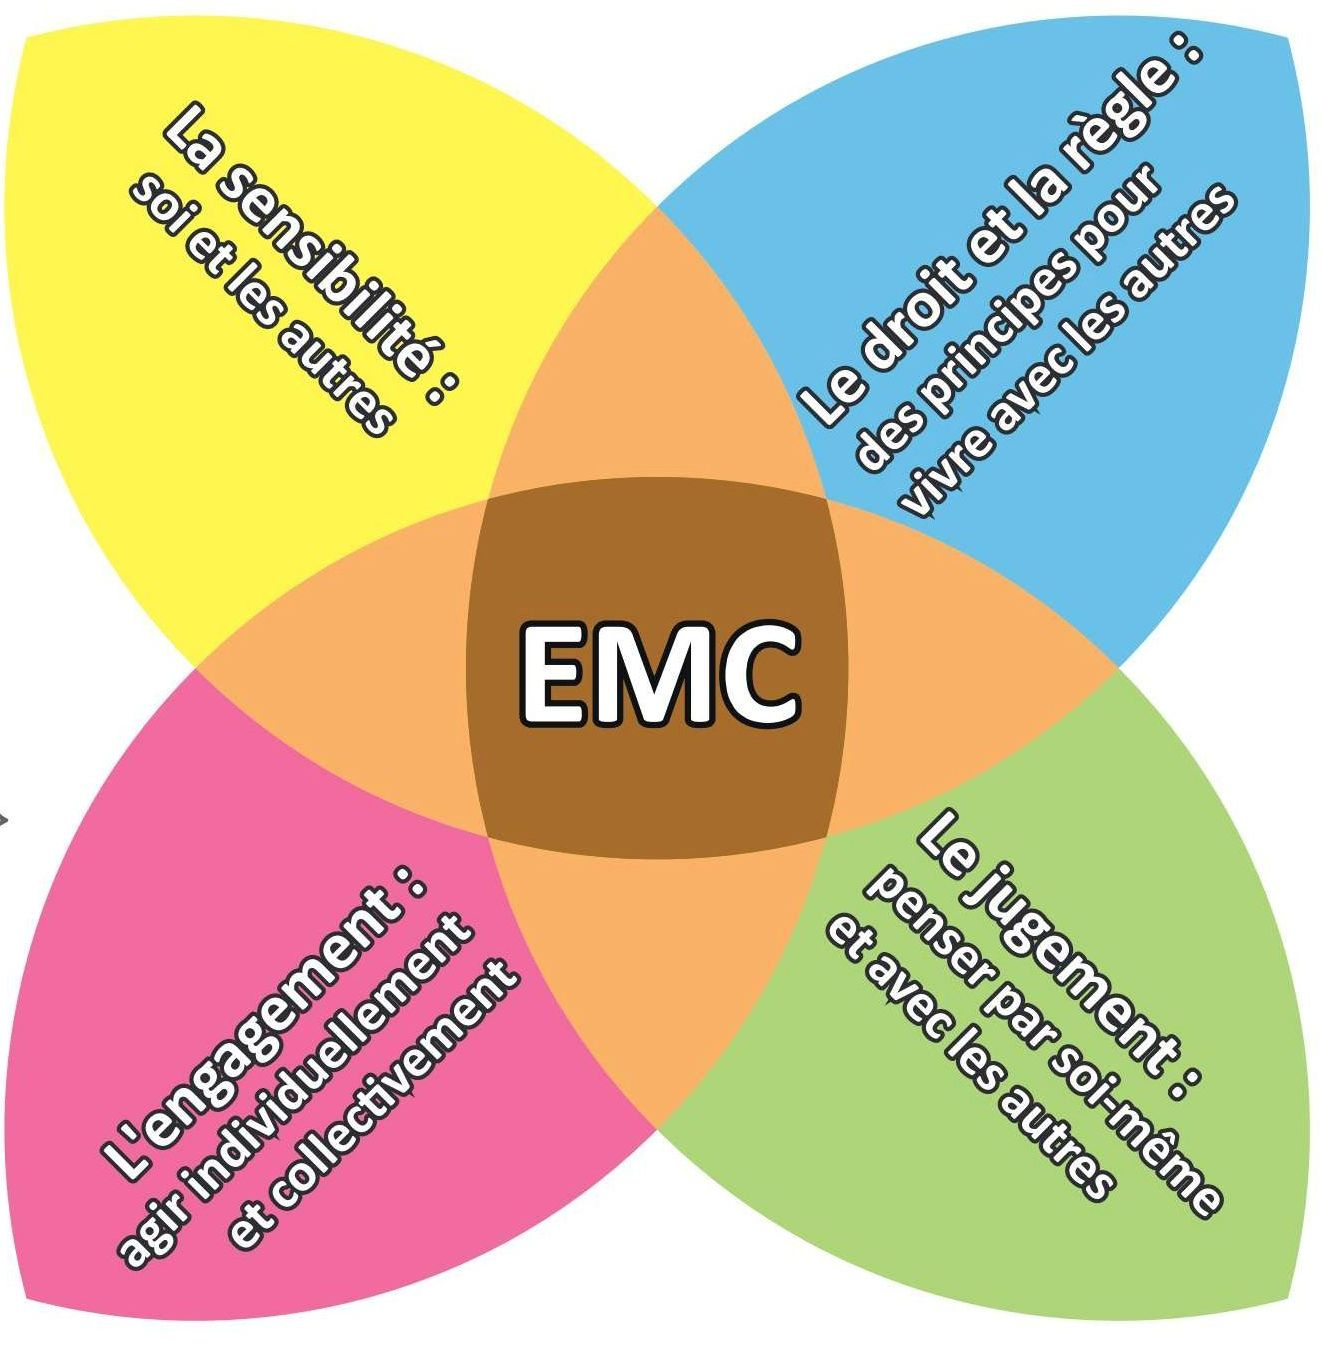 La sensibilité :
soi et les autres
Le droit et la règle :
des principes pour
vivre avec les autres
EMC
L'engagement :
agir individuellement
et collectivement
Le jugement :
penser par soi-même
et avec les autres